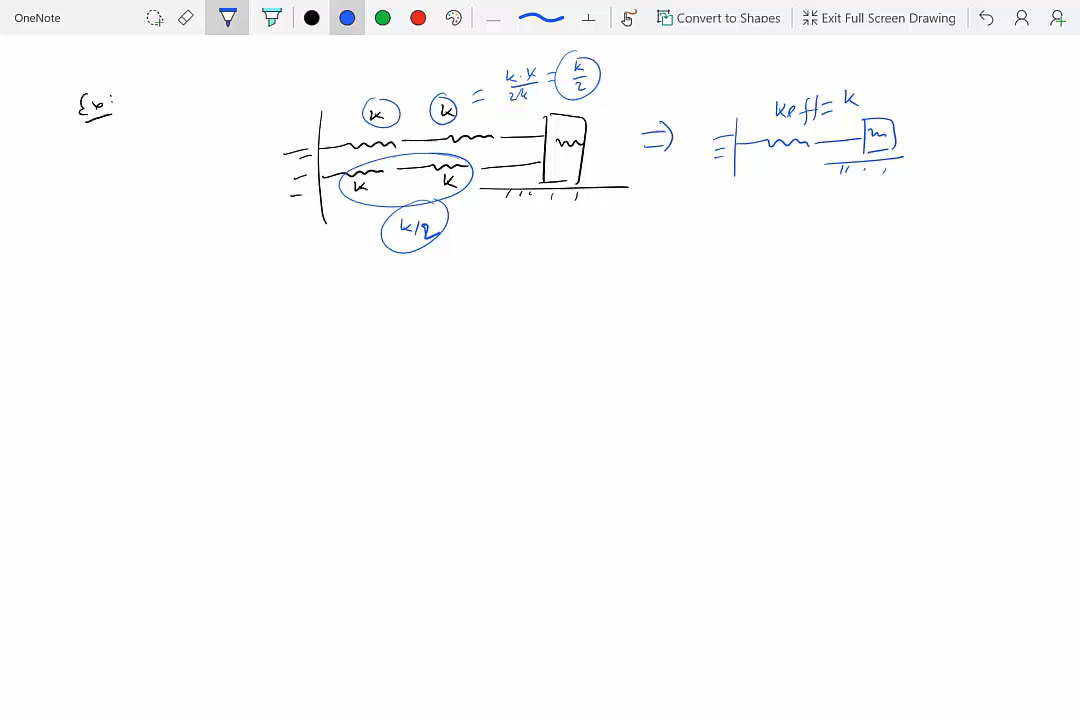 OneNote
Convert to Shapes
Exit Full Screen Drawing
Ex:
k k = k·k/2k = k/2
k k
k/2
m
⇒
keff = k
m